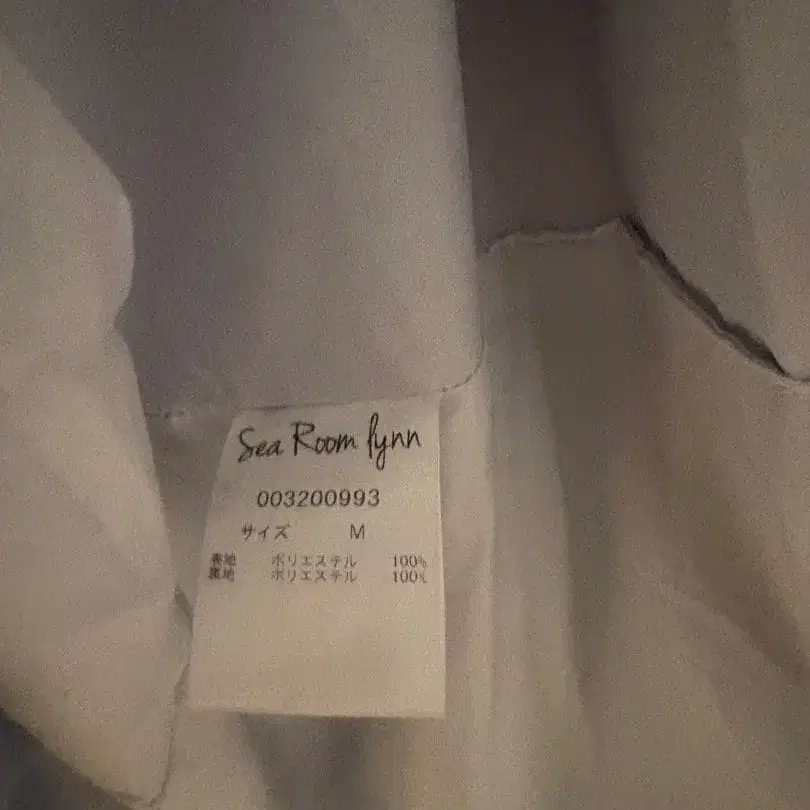 Sea Room lynn
003200993
サイズ M
表地 ポリエステル 100%
裏地 ポリエステル 100%